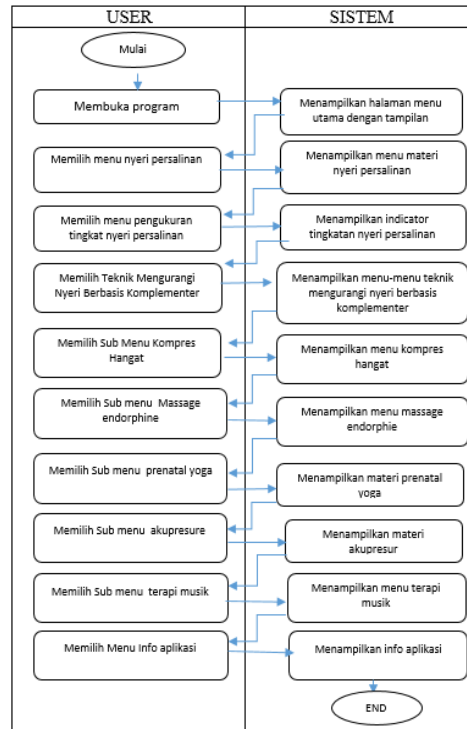 USER
SISTEM
Mulai
Membuka program
Menampilkan halaman menu
utama dengan tampilan
Memilih menu nyeri persalinan
Menampilkan menu materi
nyeri persalinan
Memilih menu pengukuran
tingkat nyeri persalinan
Menampilkan indicator
tingkatan nyeri persalinan
Memilih Teknik Mengurangi
Nyeri Berbasis Komplementer
Menampilkan menu-menu teknik
mengurangi nyeri berbasis
komplementer
Memilih Sub Menu Kompres
Hangat
Menampilkan menu kompres
hangat
Memilih Sub menu Massage
endorphine
Menampilkan menu massage
endorphie
Memilih Sub menu prenatal yoga
Menampilkan materi prenatal
yoga
Memilih Sub menu akupresure
Menampilkan materi
akupresur
Memilih Sub menu terapi musik
Menampilkan menu terapi
musik
Memilih Menu Info aplikasi
Menampilkan info aplikasi
END